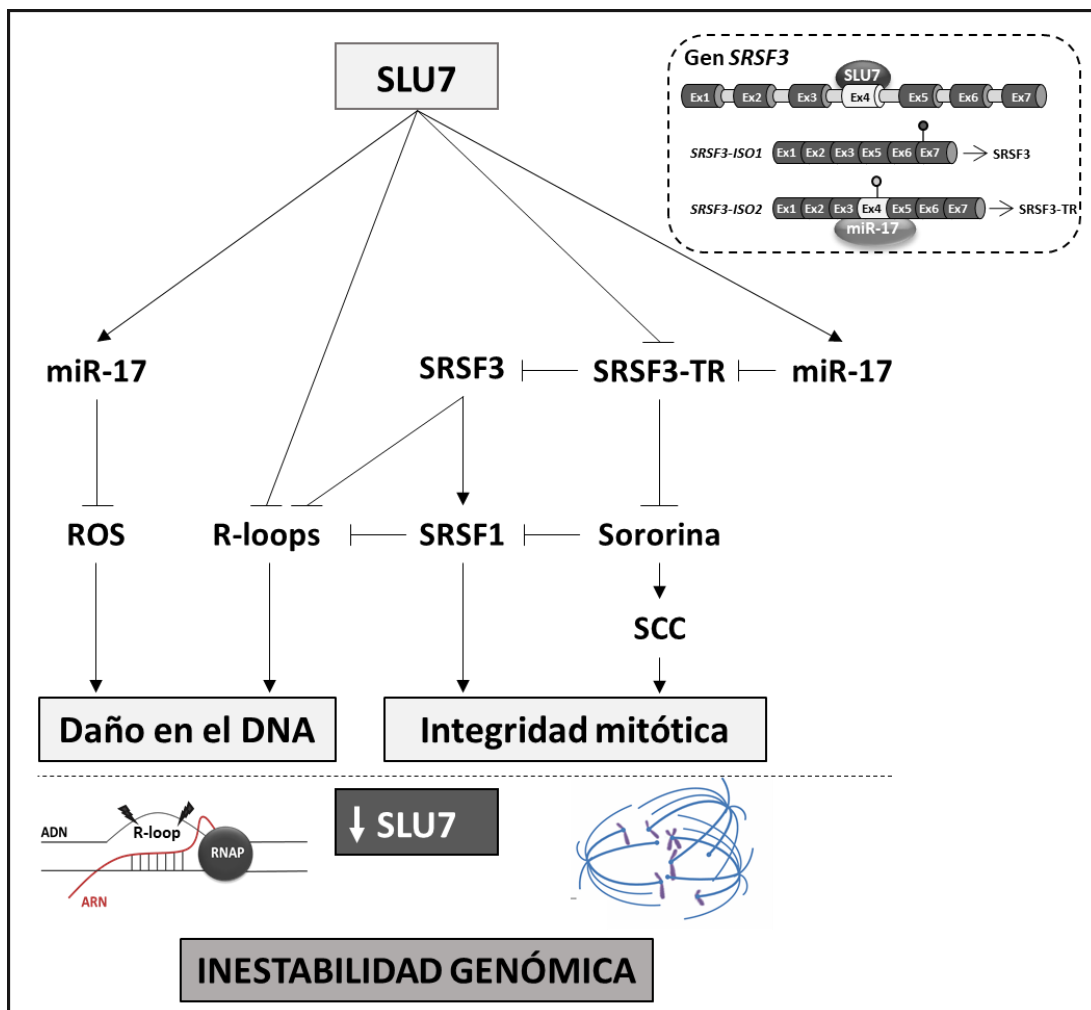 SLU7
Gen SRSF3
SLU7
Ex1 Ex2 Ex3 Ex4 Ex5 Ex6 Ex7
SRSF3-ISO1 Ex1 Ex2 Ex3 Ex5 Ex6 Ex7 SRSF3
SRSF3-ISO2 Ex1 Ex2 Ex3 Ex4 Ex5 Ex6 Ex7 SRSF3-TR
miR-17
miR-17 SRSF3 SRSF3-TR miR-17
ROS R-loops SRSF1 Sororina
SCC
Daño en el DNA Integridad mitótica
ADN R-loop RNAP
ARN
SLU7
INESTABILIDAD GENÓMICA